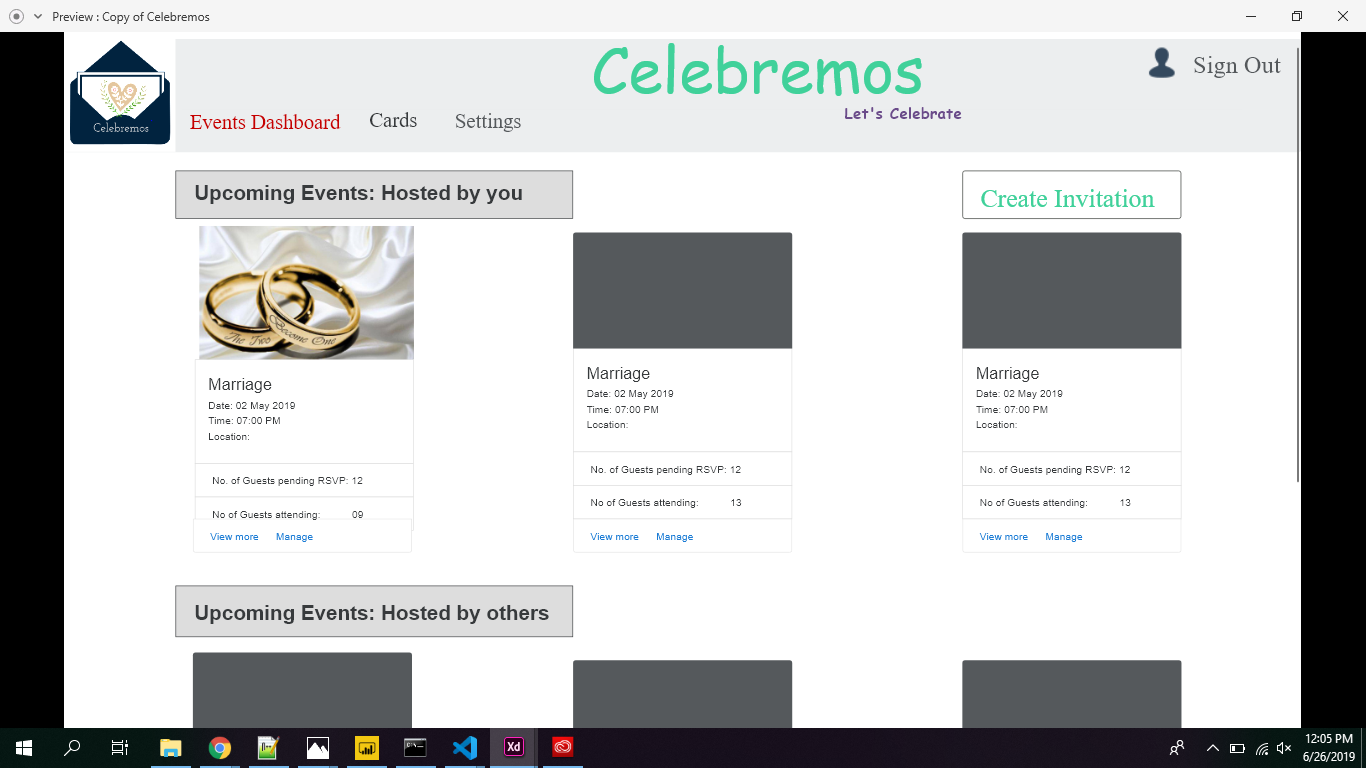 Preview : Copy of Celebremos
Celebremos
Celebremos
Let's Celebrate
Sign Out
Events Dashboard
Cards
Settings
Upcoming Events: Hosted by you
Create Invitation
The Two Become One
Marriage
Date: 02 May 2019
Time: 07:00 PM
Location:
No. of Guests pending RSVP: 12
No of Guests attending: 09
View more Manage
Marriage
Date: 02 May 2019
Time: 07:00 PM
Location:
No. of Guests pending RSVP: 12
No of Guests attending: 13
View more Manage
Marriage
Date: 02 May 2019
Time: 07:00 PM
Location:
No. of Guests pending RSVP: 12
No of Guests attending: 13
View more Manage
Upcoming Events: Hosted by others
Xd
12:05 PM
6/26/2019